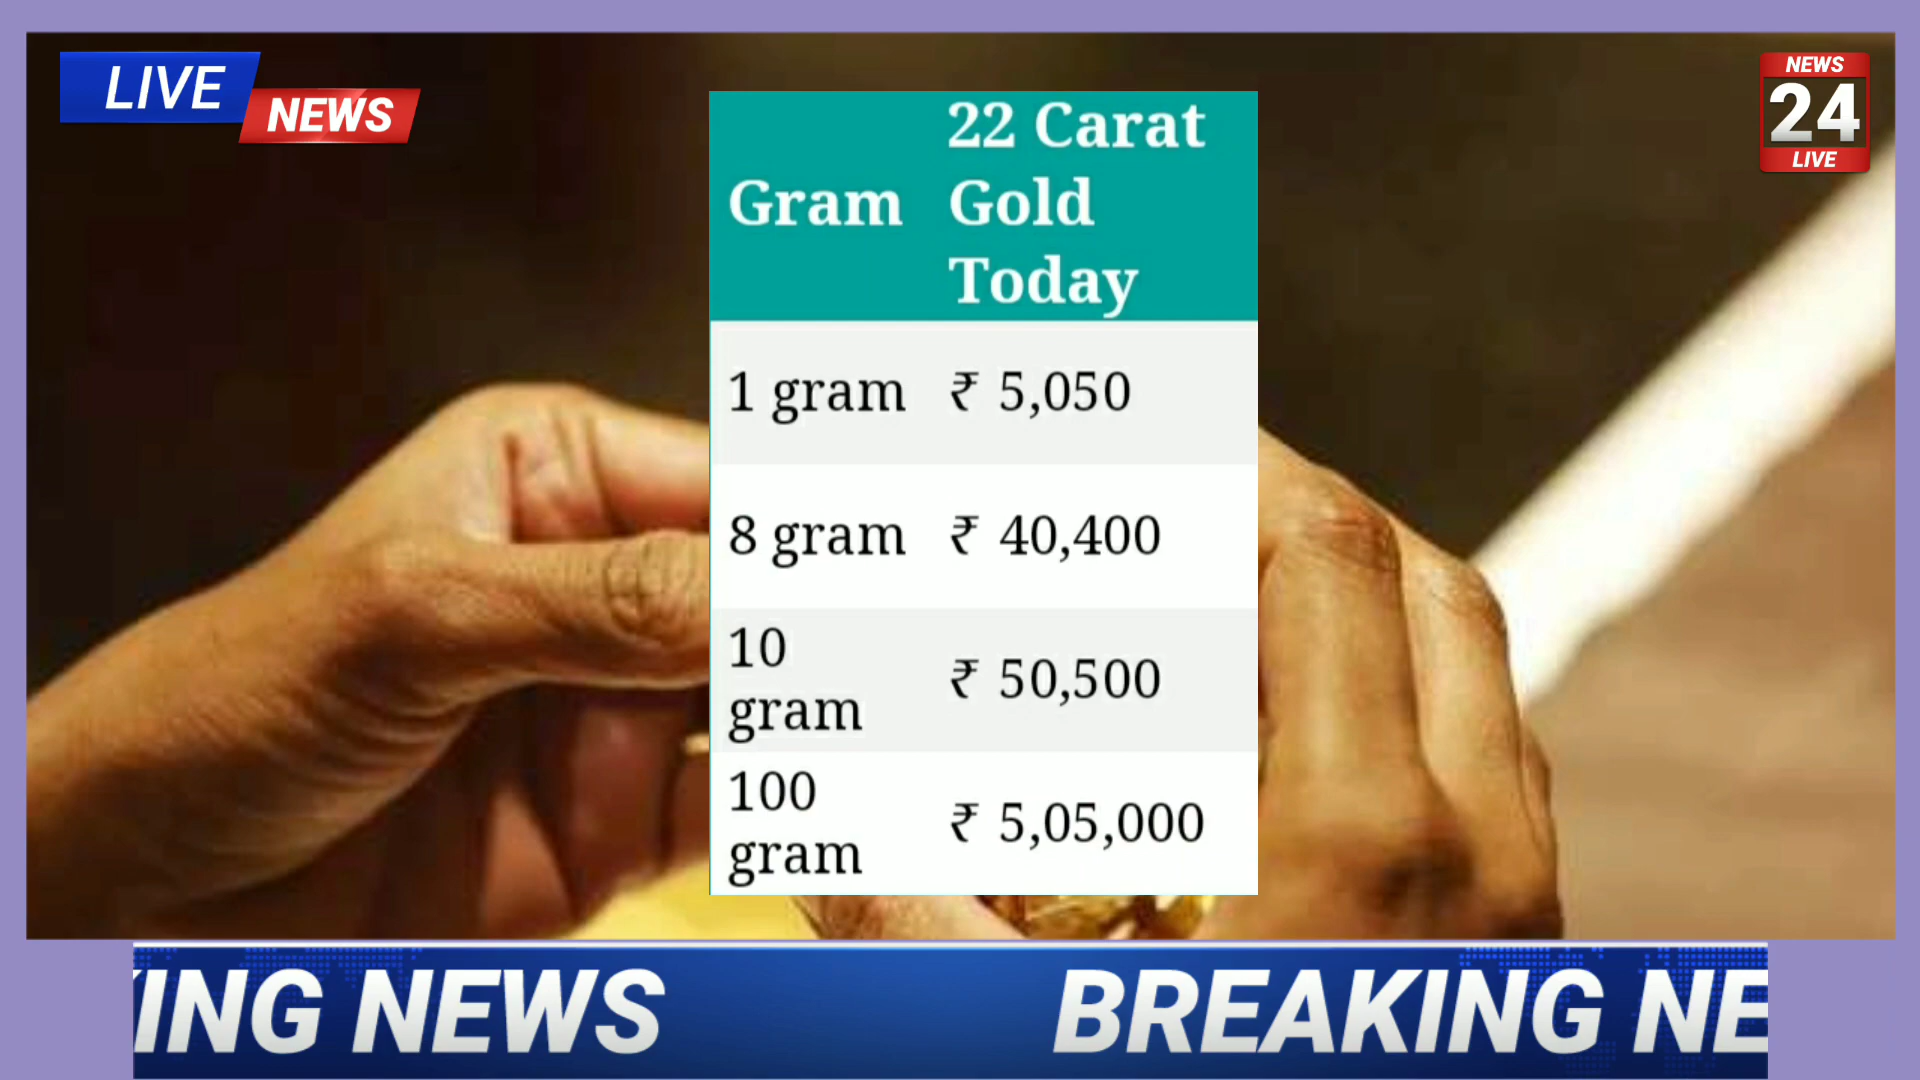 LIVE
NEWS
NEWS
24
LIVE
Gram
22 Carat
Gold
Today
1 gram ₹ 5,050
8 gram ₹ 40,400
10
gram
₹ 50,500
100
gram
₹ 5,05,000
ING NEWS
BREAKING NE